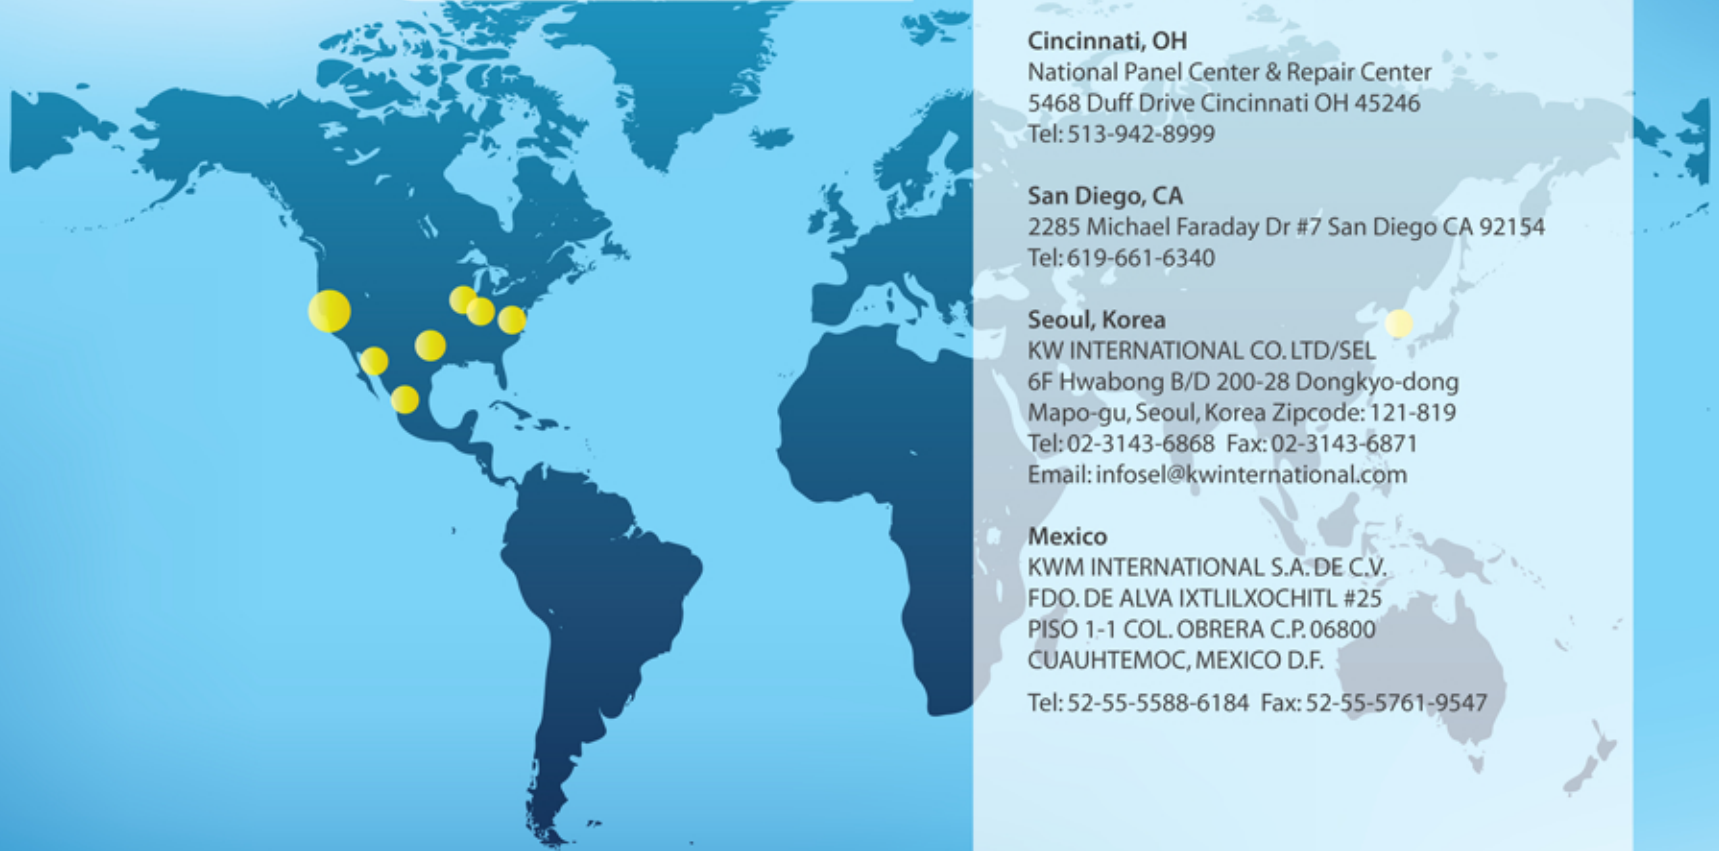 Cincinnati, OH
National Panel Center & Repair Center
5468 Duff Drive Cincinnati OH 45246
Tel: 513-942-8999
San Diego, CA
2285 Michael Faraday Dr #7 San Diego CA 92154
Tel: 619-661-6340
Seoul, Korea
KW INTERNATIONAL CO. LTD/SEL
6F Hwabong B/D 200-28 Dongkyo-dong
Mapo-gu, Seoul, Korea Zipcode: 121-819
Tel: 02-3143-6868 Fax: 02-3143-6871
Email: infosel@kwinternational.com
Mexico
KWM INTERNATIONAL S.A. DE C.V.
FDO. DE ALVA IXTLILXOCHITL #25
PISO 1-1 COL. OBRERA C.P. 06800
CUAUHTEMOC, MEXICO D.F.
Tel: 52-55-5588-6184 Fax: 52-55-5761-9547